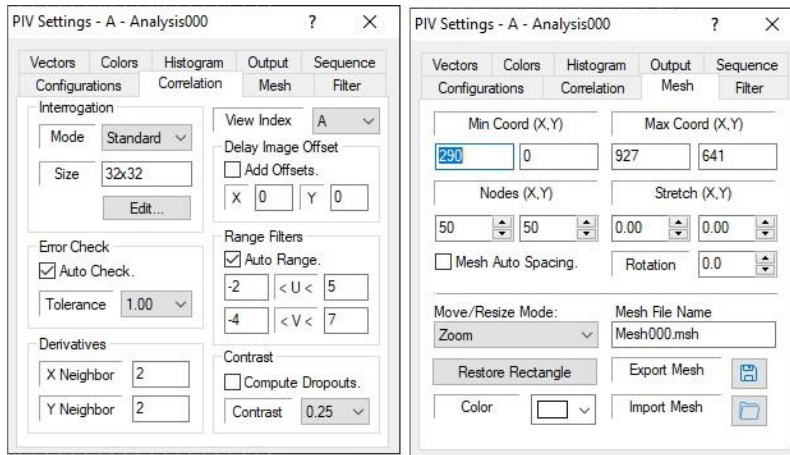 PIV Settings - A - Analysis000 ? ×
Vectors Colors Histogram Output Sequence
Configurations Correlation Mesh Filter
Interrogation
Mode Standard
Size 32x32
Edit...
Error Check
Auto Check.
Tolerance 1.00
Derivatives
X Neighbor 2
Y Neighbor 2
View Index A
Delay Image Offset
Add Offsets.
X 0 Y 0
Range Filters
Auto Range.
-2 < U < 5
-4 < V < 7
Contrast
Compute Dropouts.
Contrast 0.25
PIV Settings - A - Analysis000 ? ×
Vectors Colors Histogram Output Sequence
Configurations Correlation Mesh Filter
Min Coord (X,Y) Max Coord (X,Y)
290 0 927 641
Nodes (X,Y) Stretch (X,Y)
50 50 0.00 0.00
Mesh Auto Spacing. Rotation 0.0
Move/Resize Mode: Mesh File Name
Zoom Mesh000.msh
Restore Rectangle Export Mesh
Color Import Mesh